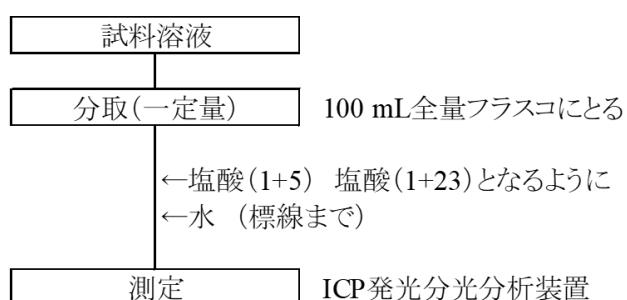 試料溶液
分取(一定量) 100 mL全量フラスコにとる
←塩酸(1+5) 塩酸(1+23)となるように
←水 (標線まで)
測定 ICP発光分光分析装置